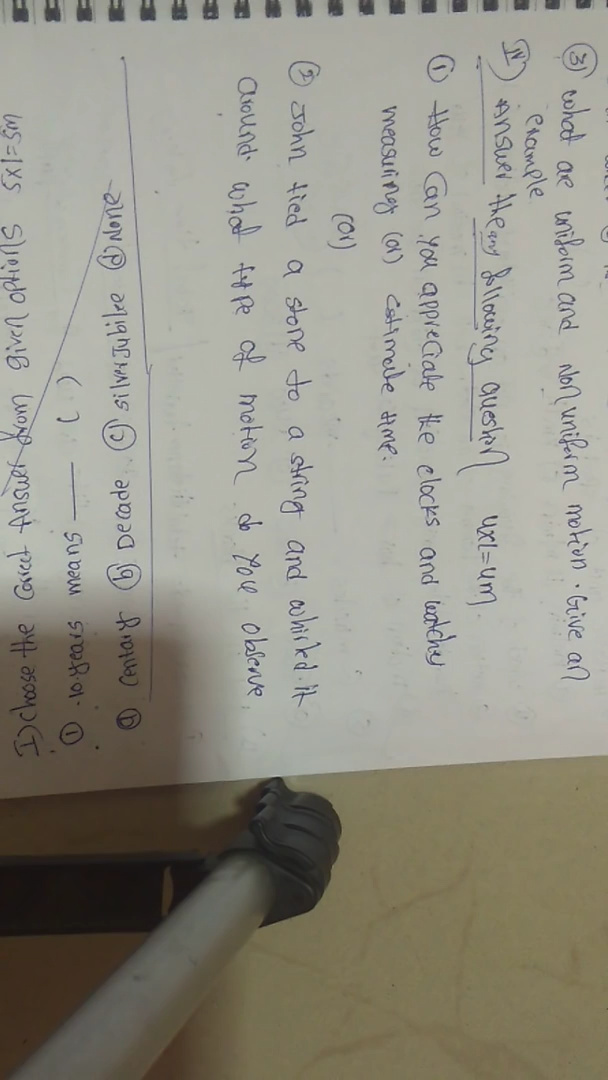 ③ what are uniform and Non uniform motion. Give an
example
IV) Answer the any following question 4x1=4m
① How can you appreciate the clocks and watches
measuring (or) estimate time.
(or)
② John tied a stone to a string and whirled it
around. what type of motion do you observe
I) choose the correct Answer from given options 5x1=5m
① 10 years means —— ( )
a) centary b) Decade c) silver Jubilee d) None